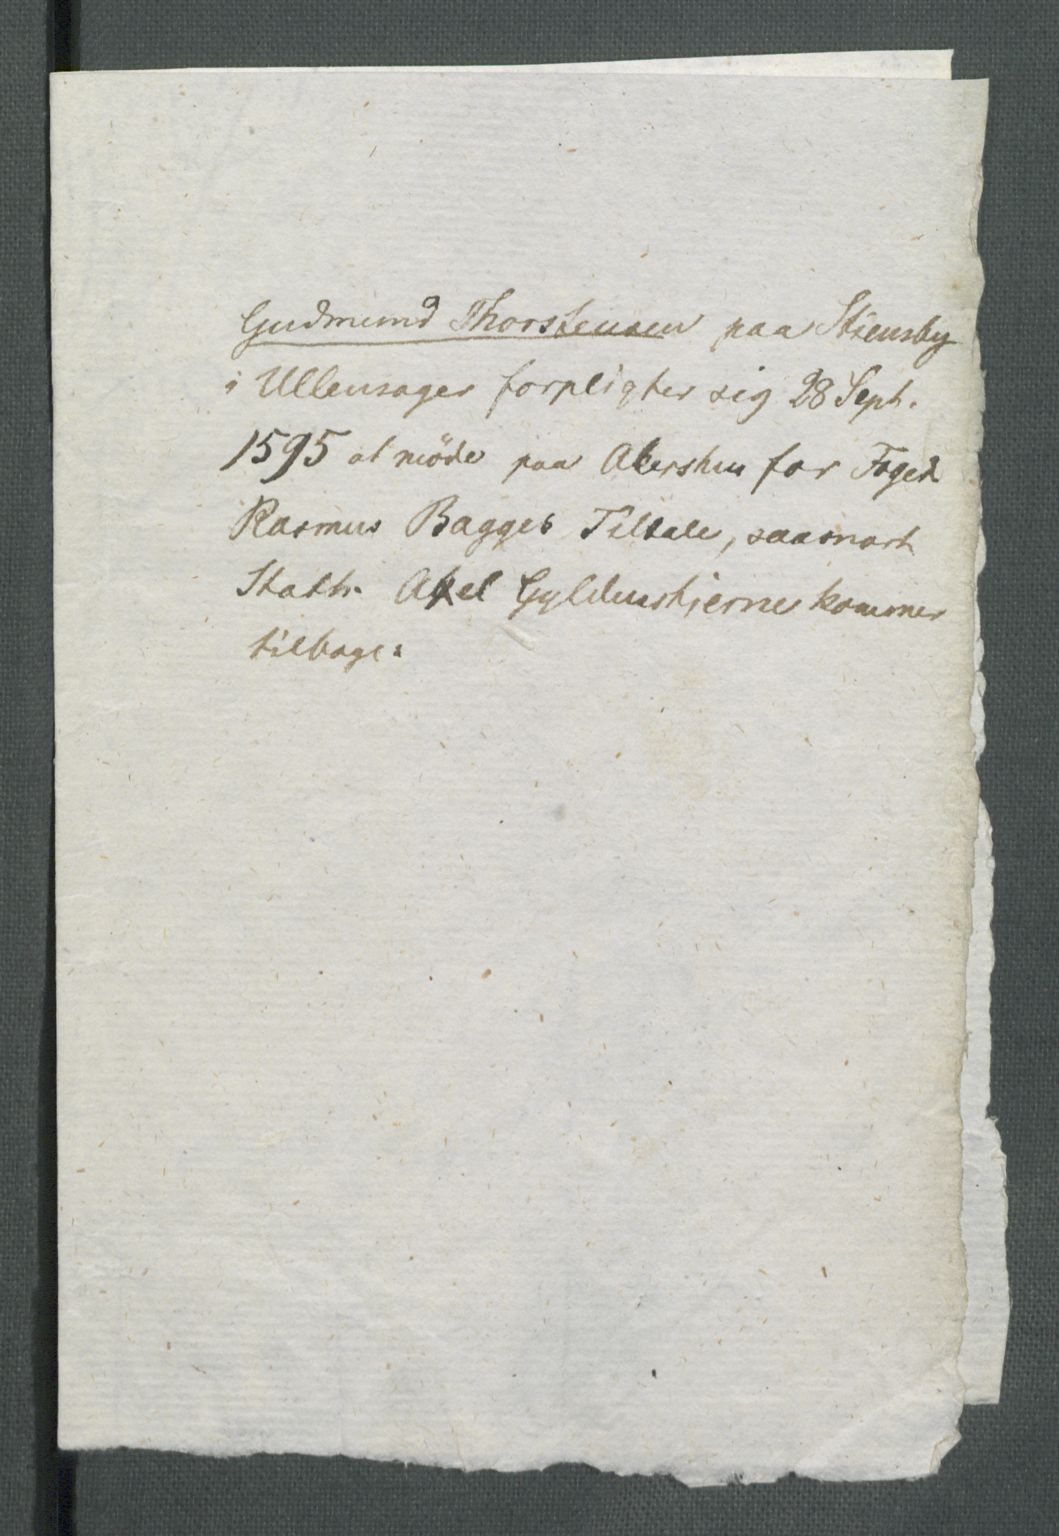 Gudmund Thorstensen paa Stensby
i Ullensager forpligter sig 28 Sept.
1595 at möde paa Akershus for Foged
Rasmus Bagges Tiltale, saasnart
Stath. Axel Gyldenstjerne kommer
tilbage.